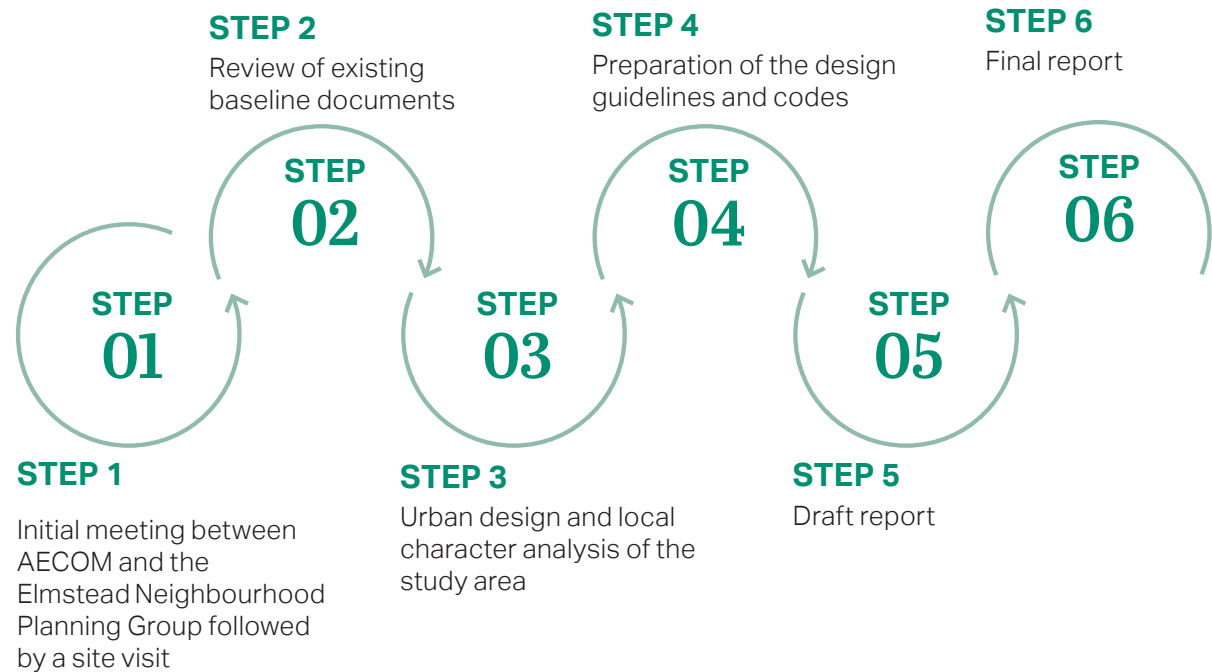 STEP 1
Initial meeting between
AECOM and the
Elmstead Neighbourhood
Planning Group followed
by a site visit
STEP
01
STEP 2
Review of existing
baseline documents
STEP
02
STEP
03
STEP 3
Urban design and local
character analysis of the
study area
STEP 4
Preparation of the design
guidelines and codes
STEP
04
STEP
05
STEP 5
Draft report
STEP 6
Final report
STEP
06